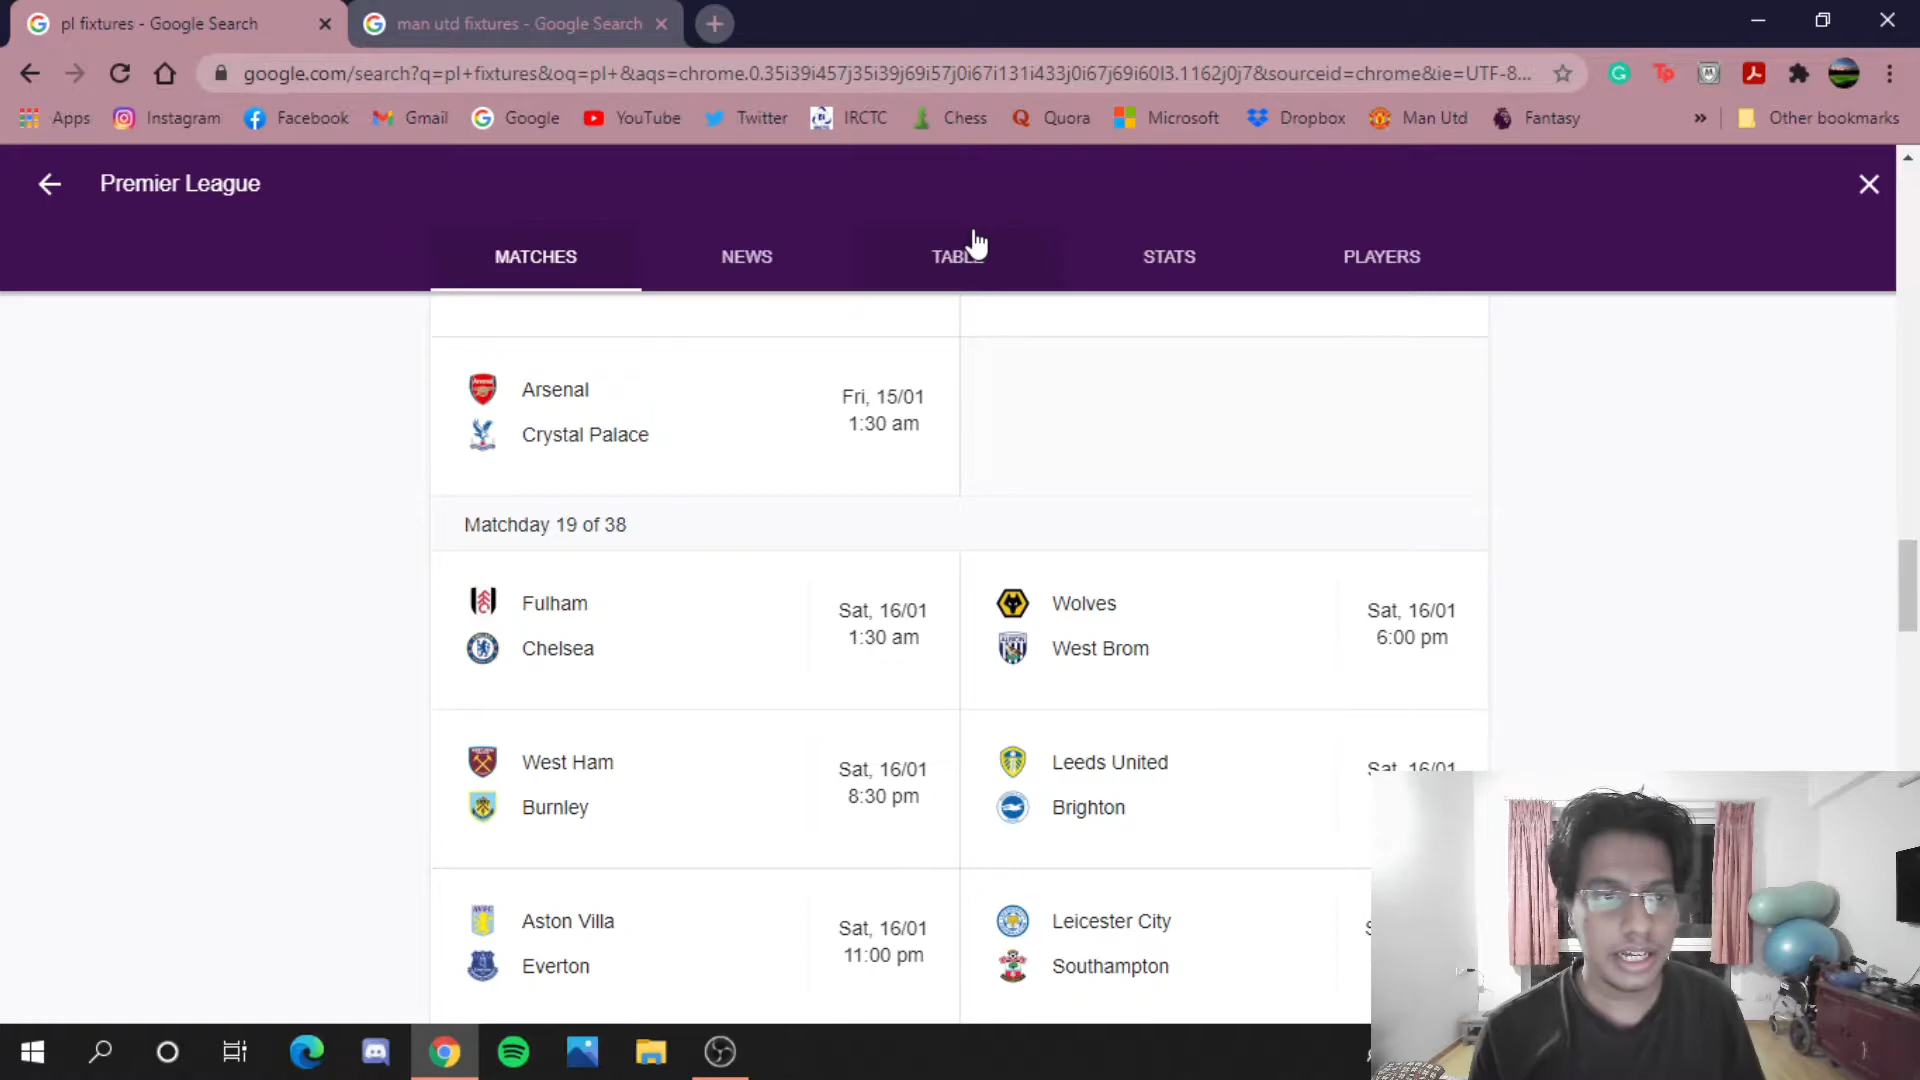 pl fixtures - Google Search
man utd fixtures - Google Search
google.com/search?q=pl+fixtures&oq=pl+&aqs=chrome.0.35i39i457j35i39j69i57j0i67i131i433j0i67j69i60l3.1162j0j7&sourceid=chrome&ie=UTF-8...
Apps Instagram Facebook Gmail Google YouTube Twitter IRCTC Chess Quora Microsoft Dropbox Man Utd Fantasy » Other bookmarks
Premier League
MATCHES NEWS TABLE STATS PLAYERS
Arsenal
Crystal Palace
Fri, 15/01
1:30 am
Matchday 19 of 38
Fulham
Chelsea
Sat, 16/01
1:30 am
Wolves
West Brom
Sat, 16/01
6:00 pm
West Ham
Burnley
Sat, 16/01
8:30 pm
Leeds United
Brighton
Sat, 16/01
Aston Villa
Everton
Sat, 16/01
11:00 pm
Leicester City
Southampton